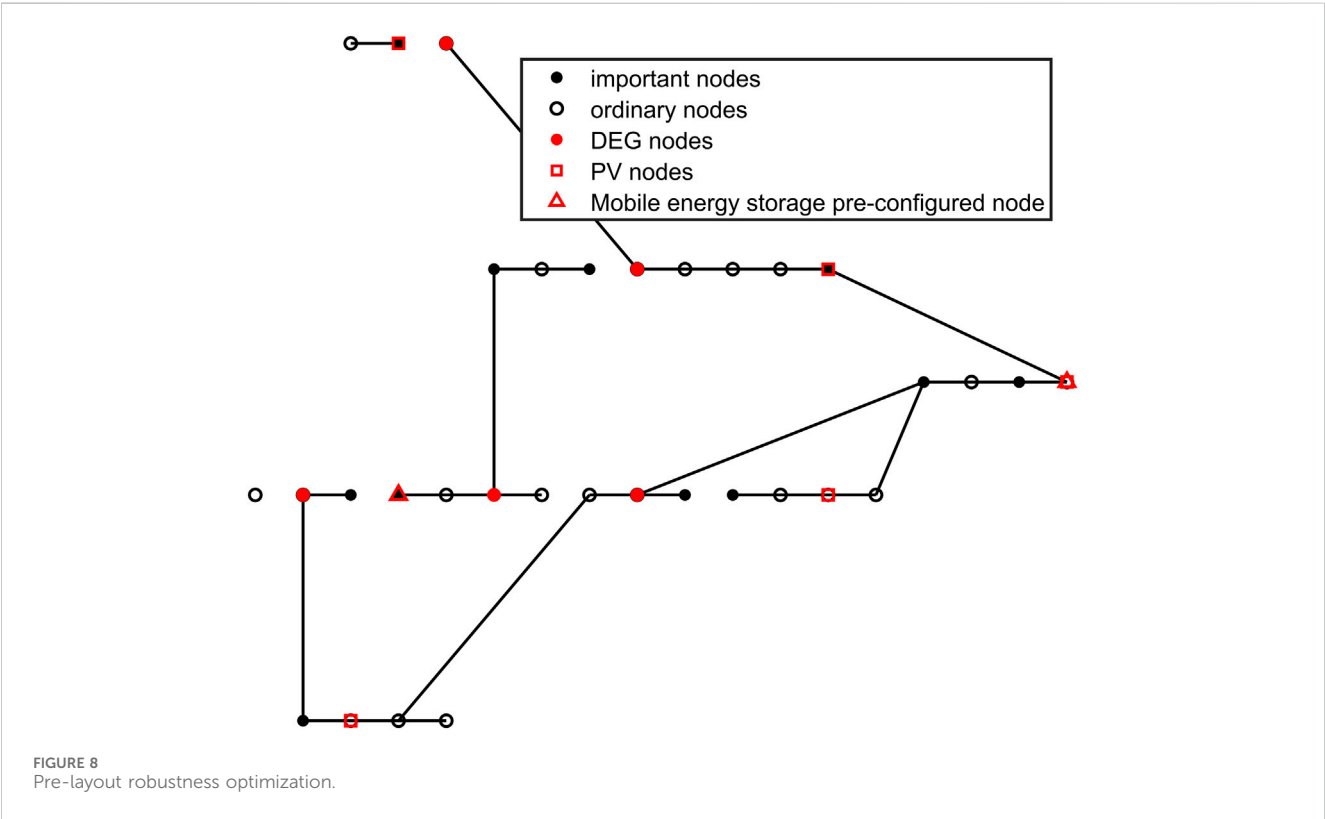 important nodes
ordinary nodes
DEG nodes
PV nodes
Mobile energy storage pre-configured node
FIGURE 8
Pre-layout robustness optimization.